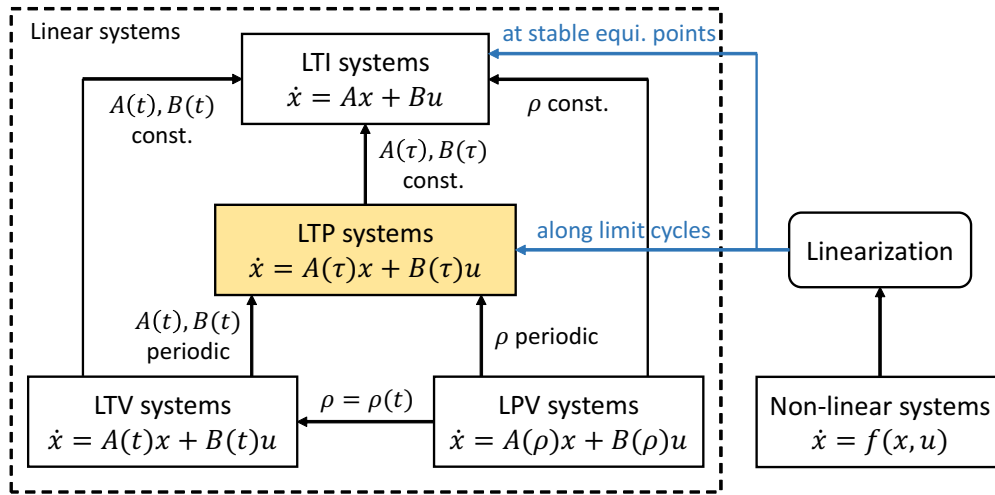 Linear systems
at stable equi. points
LTI systems
ẋ = Ax + Bu
A(t), B(t)
const.
ρ const.
A(τ), B(τ)
const.
LTP systems
ẋ = A(τ)x + B(τ)u
along limit cycles
Linearization
A(t), B(t)
periodic
ρ periodic
LTV systems
ẋ = A(t)x + B(t)u
ρ = ρ(t)
LPV systems
ẋ = A(ρ)x + B(ρ)u
Non-linear systems
ẋ = f(x, u)